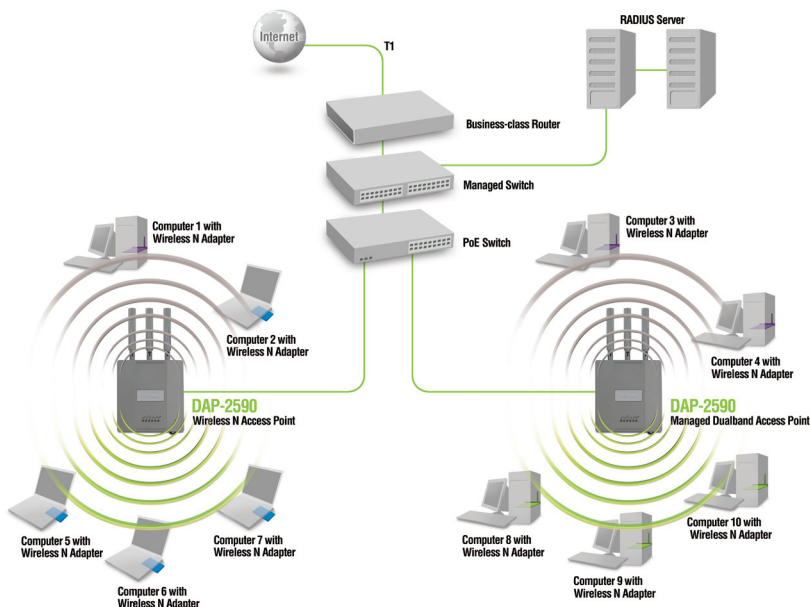 Internet
T1
RADIUS Server
Business-class Router
Managed Switch
PoE Switch
Computer 1 with
Wireless N Adapter
Computer 2 with
Wireless N Adapter
DAP-2590
Wireless N Access Point
Computer 5 with
Wireless N Adapter
Computer 6 with
Wireless N Adapter
Computer 7 with
Wireless N Adapter
Computer 3 with
Wireless N Adapter
Computer 4 with
Wireless N Adapter
DAP-2590
Managed Dualband Access Point
Computer 8 with
Wireless N Adapter
Computer 9 with
Wireless N Adapter
Computer 10 with
Wireless N Adapter